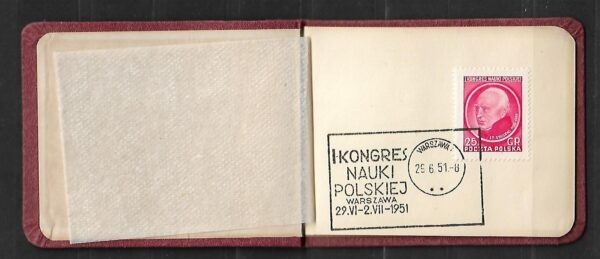 I KONGRES NAUKI POLSKIEJ
25 GR
POCZTA POLSKA
I KONGRES
NAUKI
POLSKIEJ
WARSZAWA
29.VI-2.VII-1951
WARSZAWA
29.6.51.-8